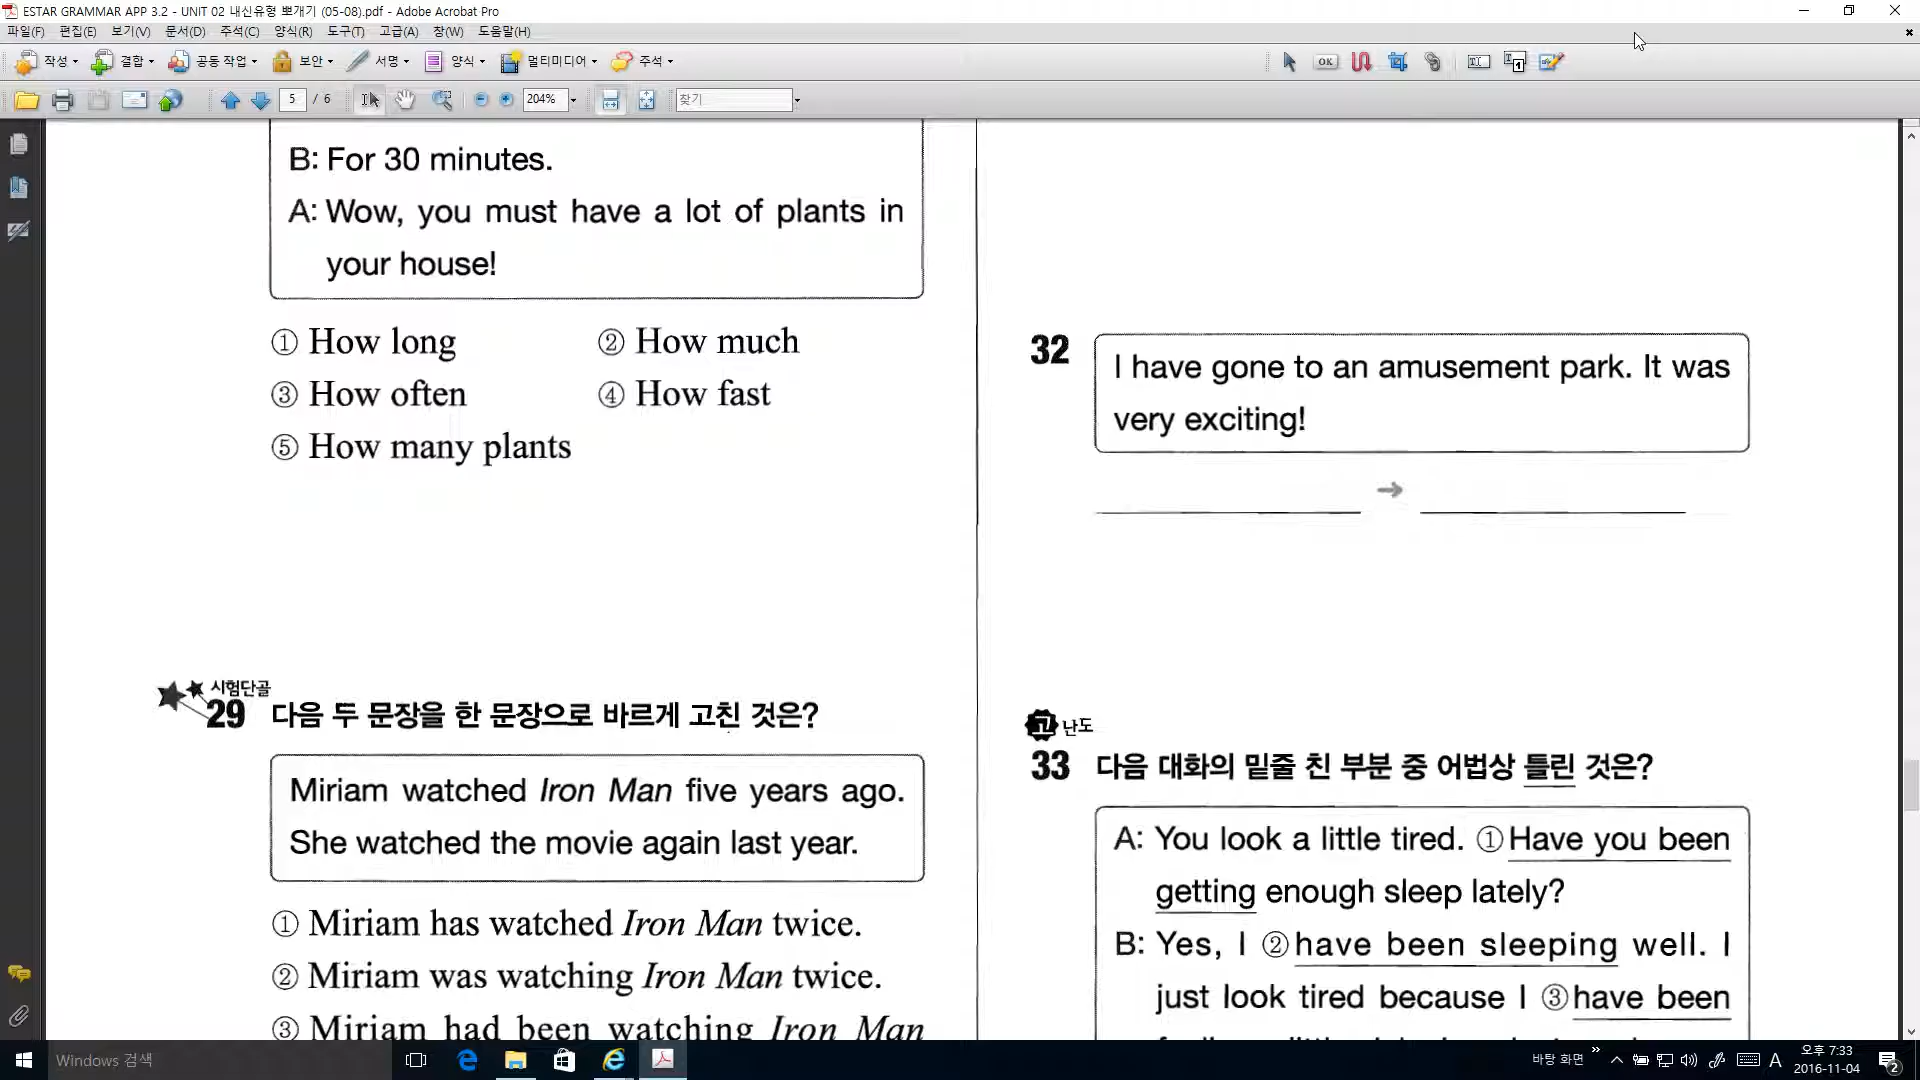 ESTAR GRAMMAR APP 3.2 - UNIT 02 내신유형 뽀개기 (05-08).pdf - Adobe Acrobat Pro
파일(F) 편집(E) 보기(V) 문서(D) 주석(C) 양식(R) 도구(T) 고급(A) 창(W) 도움말(H)
작성 결합 공동 작업 보안 서명 양식 멀티미디어 주석 OK
5 / 6 204% 찾기
B: For 30 minutes.
A: Wow, you must have a lot of plants in
your house!
① How long ② How much
③ How often ④ How fast
⑤ How many plants
시험단골
29 다음 두 문장을 한 문장으로 바르게 고친 것은?
Miriam watched Iron Man five years ago.
She watched the movie again last year.
① Miriam has watched Iron Man twice.
② Miriam was watching Iron Man twice.
③ Miriam had been watching Iron Man
32 I have gone to an amusement park. It was
very exciting!
➔
고난도
33 다음 대화의 밑줄 친 부분 중 어법상 틀린 것은?
A: You look a little tired. ① Have you been
getting enough sleep lately?
B: Yes, I ② have been sleeping well. I
just look tired because I ③ have been
Windows 검색
바탕 화면 A 오후 7:33
2016-11-04 2